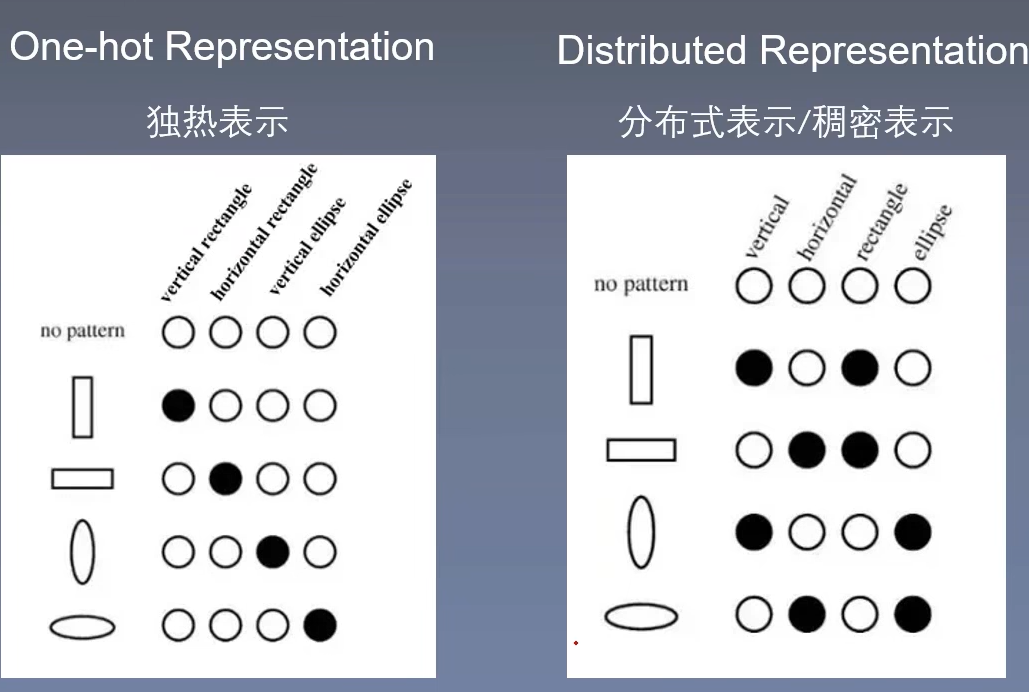 One-hot Representation
独热表示
vertical rectangle
horizontal rectangle
vertical ellipse
horizontal ellipse
no pattern
Distributed Representation
分布式表示/稠密表示
vertical
horizontal
rectangle
ellipse
no pattern